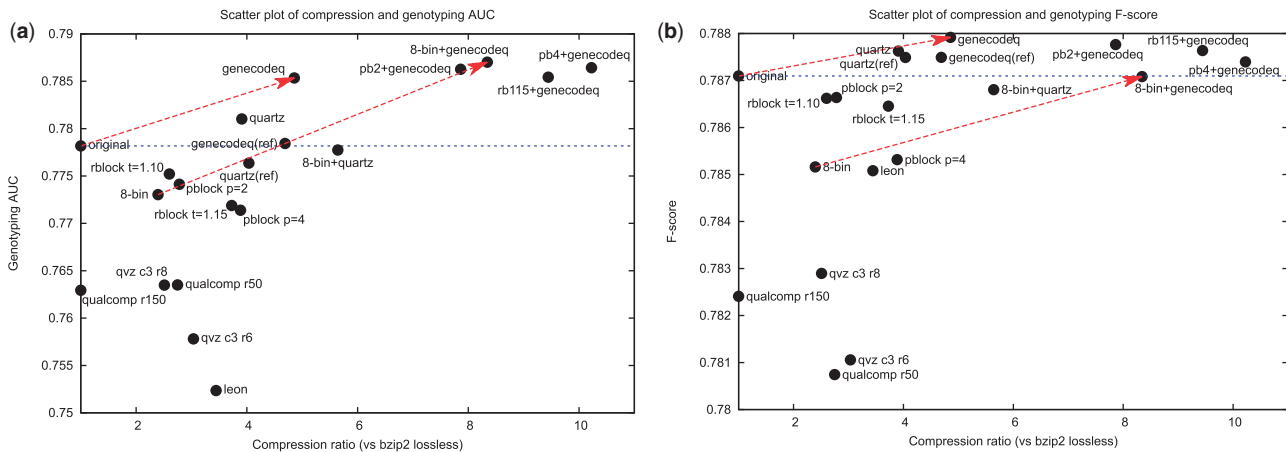 (a)
Scatter plot of compression and genotyping AUC
0.79
0.785
0.78
0.775
0.77
0.765
0.76
0.755
0.75
Genotyping AUC
8-bin+genecodeq
pb4+genecodeq
genecodeq
pb2+genecodeq
rb115+genecodeq
quartz
original
genecodeq(ref)
8-bin+quartz
rblock t=1.10
quartz(ref)
8-bin
pblock p=2
rblock t=1.15
pblock p=4
qvz c3 r8
qualcomp r50
qualcomp r150
qvz c3 r6
leon
2
4
6
8
10
Compression ratio (vs bzip2 lossless)
(b)
Scatter plot of compression and genotyping F-score
0.788
0.787
0.786
0.785
0.784
0.783
0.782
0.781
0.78
F-score
genecodeq
quartz
pb2+genecodeq
rb115+genecodeq
quartz(ref)
genecodeq(ref)
pb4+genecodeq
original
pblock p=2
8-bin+quartz
8-bin+genecodeq
rblock t=1.10
rblock t=1.15
8-bin
pblock p=4
leon
qvz c3 r8
qualcomp r150
qvz c3 r6
qualcomp r50
2
4
6
8
10
Compression ratio (vs bzip2 lossless)